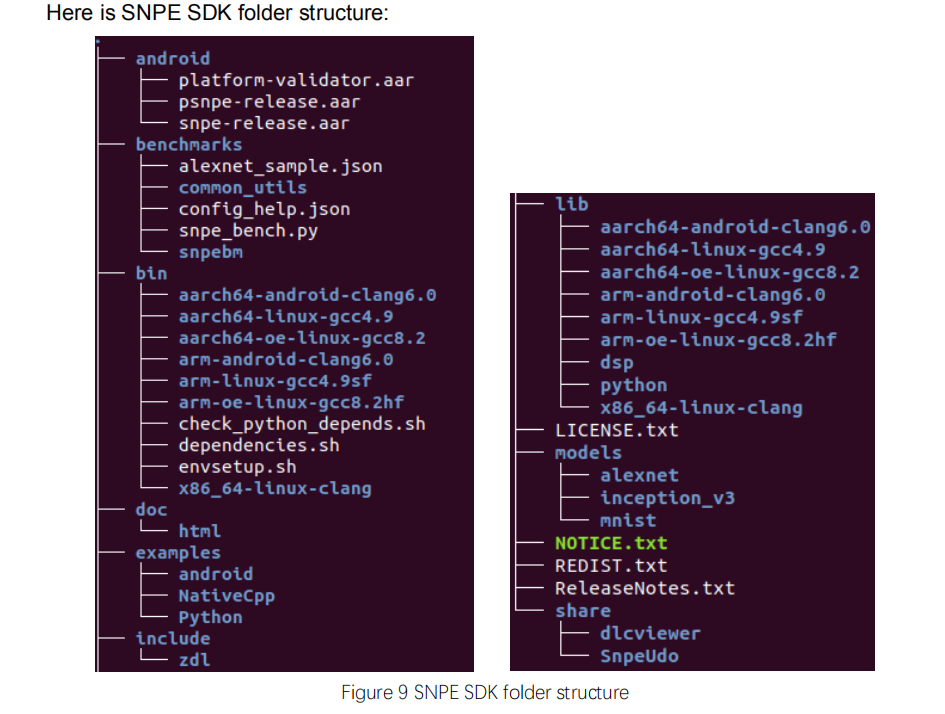 Here is SNPE SDK folder structure:
.
android
platform-validator.aar
psnpe-release.aar
snpe-release.aar
benchmarks
alexnet_sample.json
common_utils
config_help.json
snpe_bench.py
snpebm
bin
aarch64-android-clang6.0
aarch64-linux-gcc4.9
aarch64-oe-linux-gcc8.2
arm-android-clang6.0
arm-linux-gcc4.9sf
arm-oe-linux-gcc8.2hf
check_python_depends.sh
dependencies.sh
envsetup.sh
x86_64-linux-clang
doc
html
examples
android
NativeCpp
Python
include
zdl
lib
aarch64-android-clang6.0
aarch64-linux-gcc4.9
aarch64-oe-linux-gcc8.2
arm-android-clang6.0
arm-linux-gcc4.9sf
arm-oe-linux-gcc8.2hf
dsp
python
x86_64-linux-clang
LICENSE.txt
models
alexnet
inception_v3
mnist
NOTICE.txt
REDIST.txt
ReleaseNotes.txt
share
dlcviewer
SnpeUdo
Figure 9 SNPE SDK folder structure